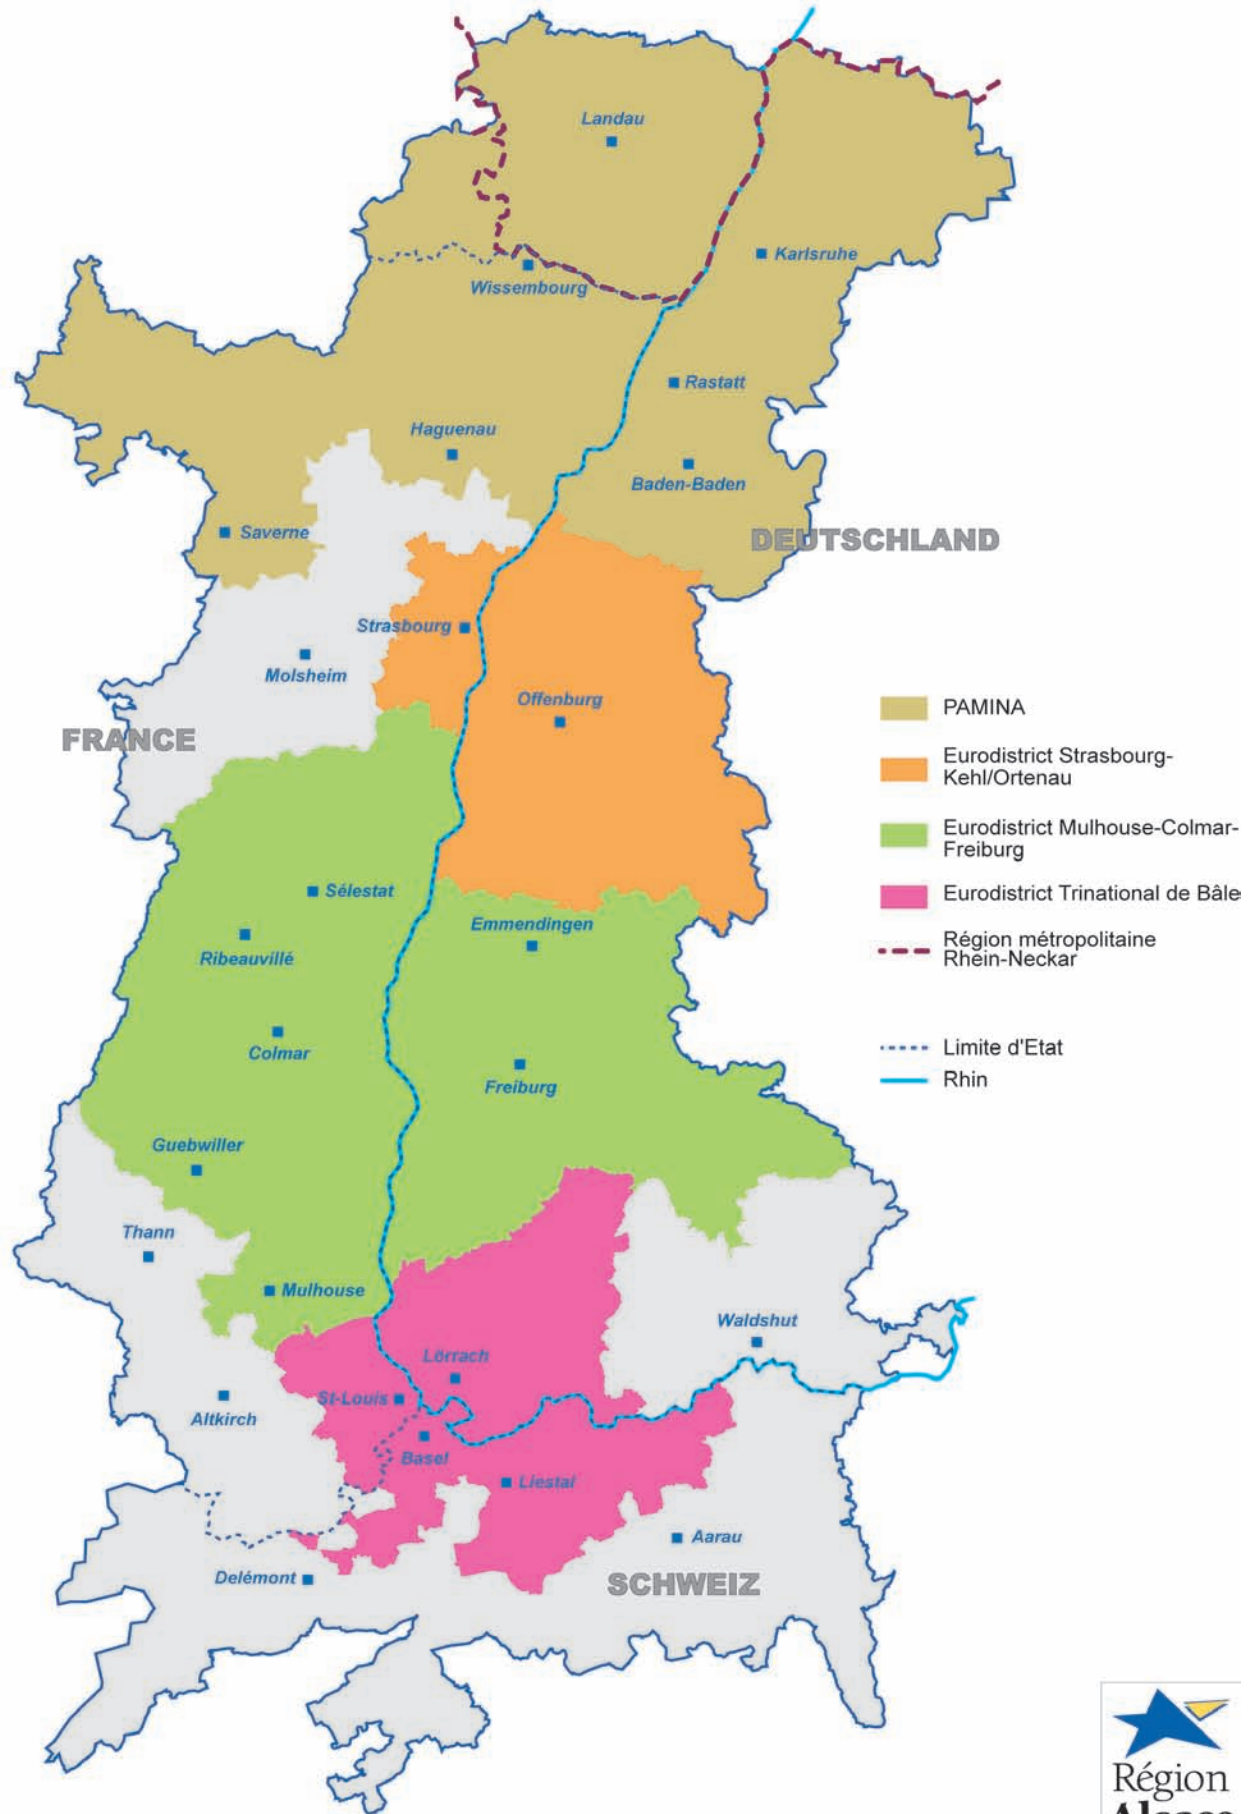 Landau
Karlsruhe
Wissembourg
Rastatt
Haguenau
Baden-Baden
Saverne
DEUTSCHLAND
Strasbourg
Molsheim
Offenburg
FRANCE
PAMINA
Eurodistrict Strasbourg-
Kehl/Ortenau
Eurodistrict Mulhouse-Colmar-
Freiburg
Eurodistrict Trinational de Bâle
Région métropolitaine
Rhein-Neckar
Limite d'Etat
Rhin
Sélestat
Emmendingen
Ribeauvillé
Colmar
Freiburg
Guebwiller
Thann
Mulhouse
Waldshut
Lörrach
St-Louis
Altkirch
Basel
Liestal
Aarau
Delémont
SCHWEIZ
Région
Alsace